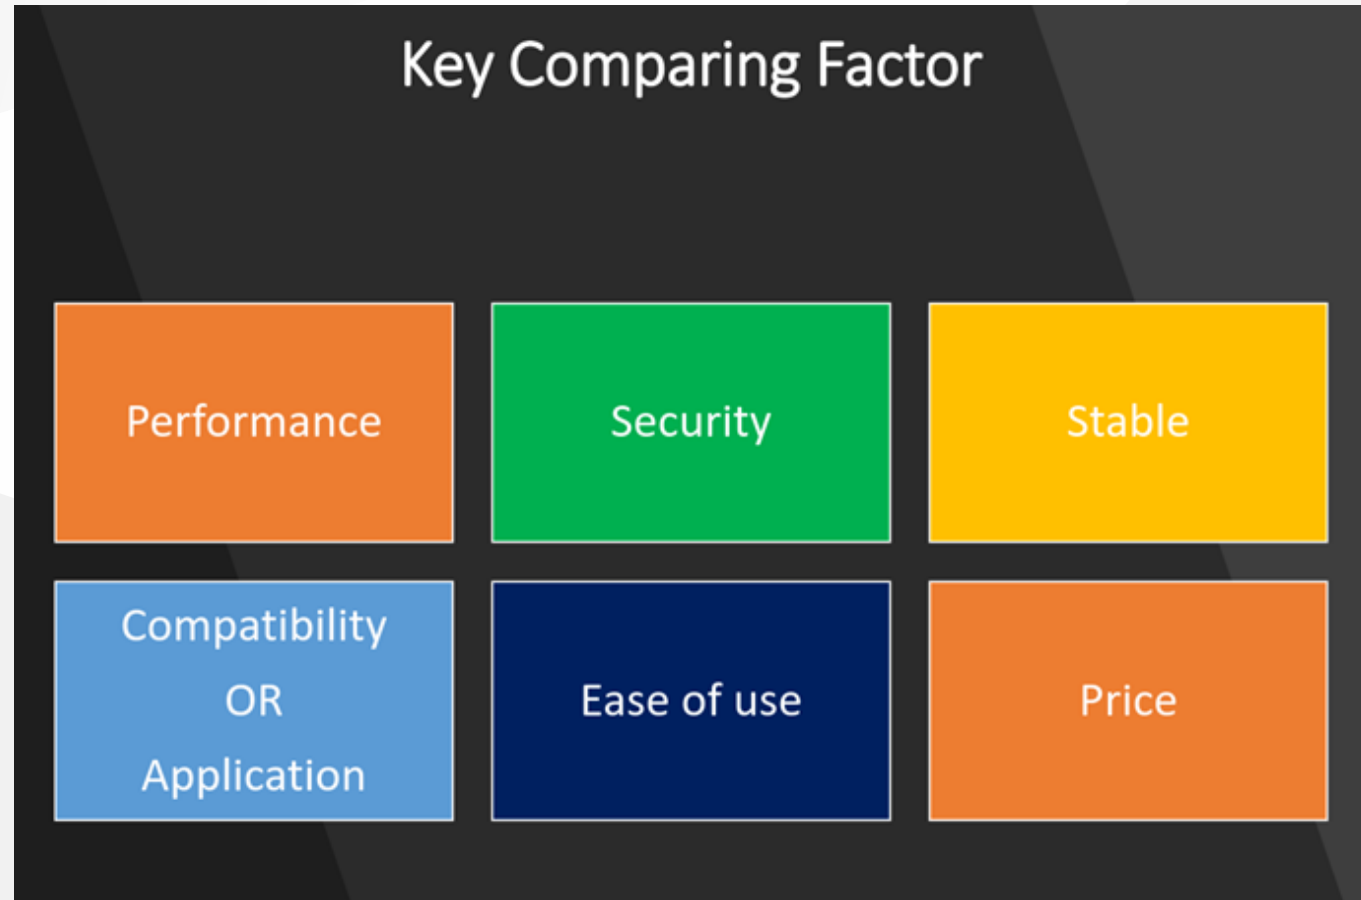 Key Comparing Factor
Performance
Security
Stable
Compatibility
OR
Application
Ease of use
Price